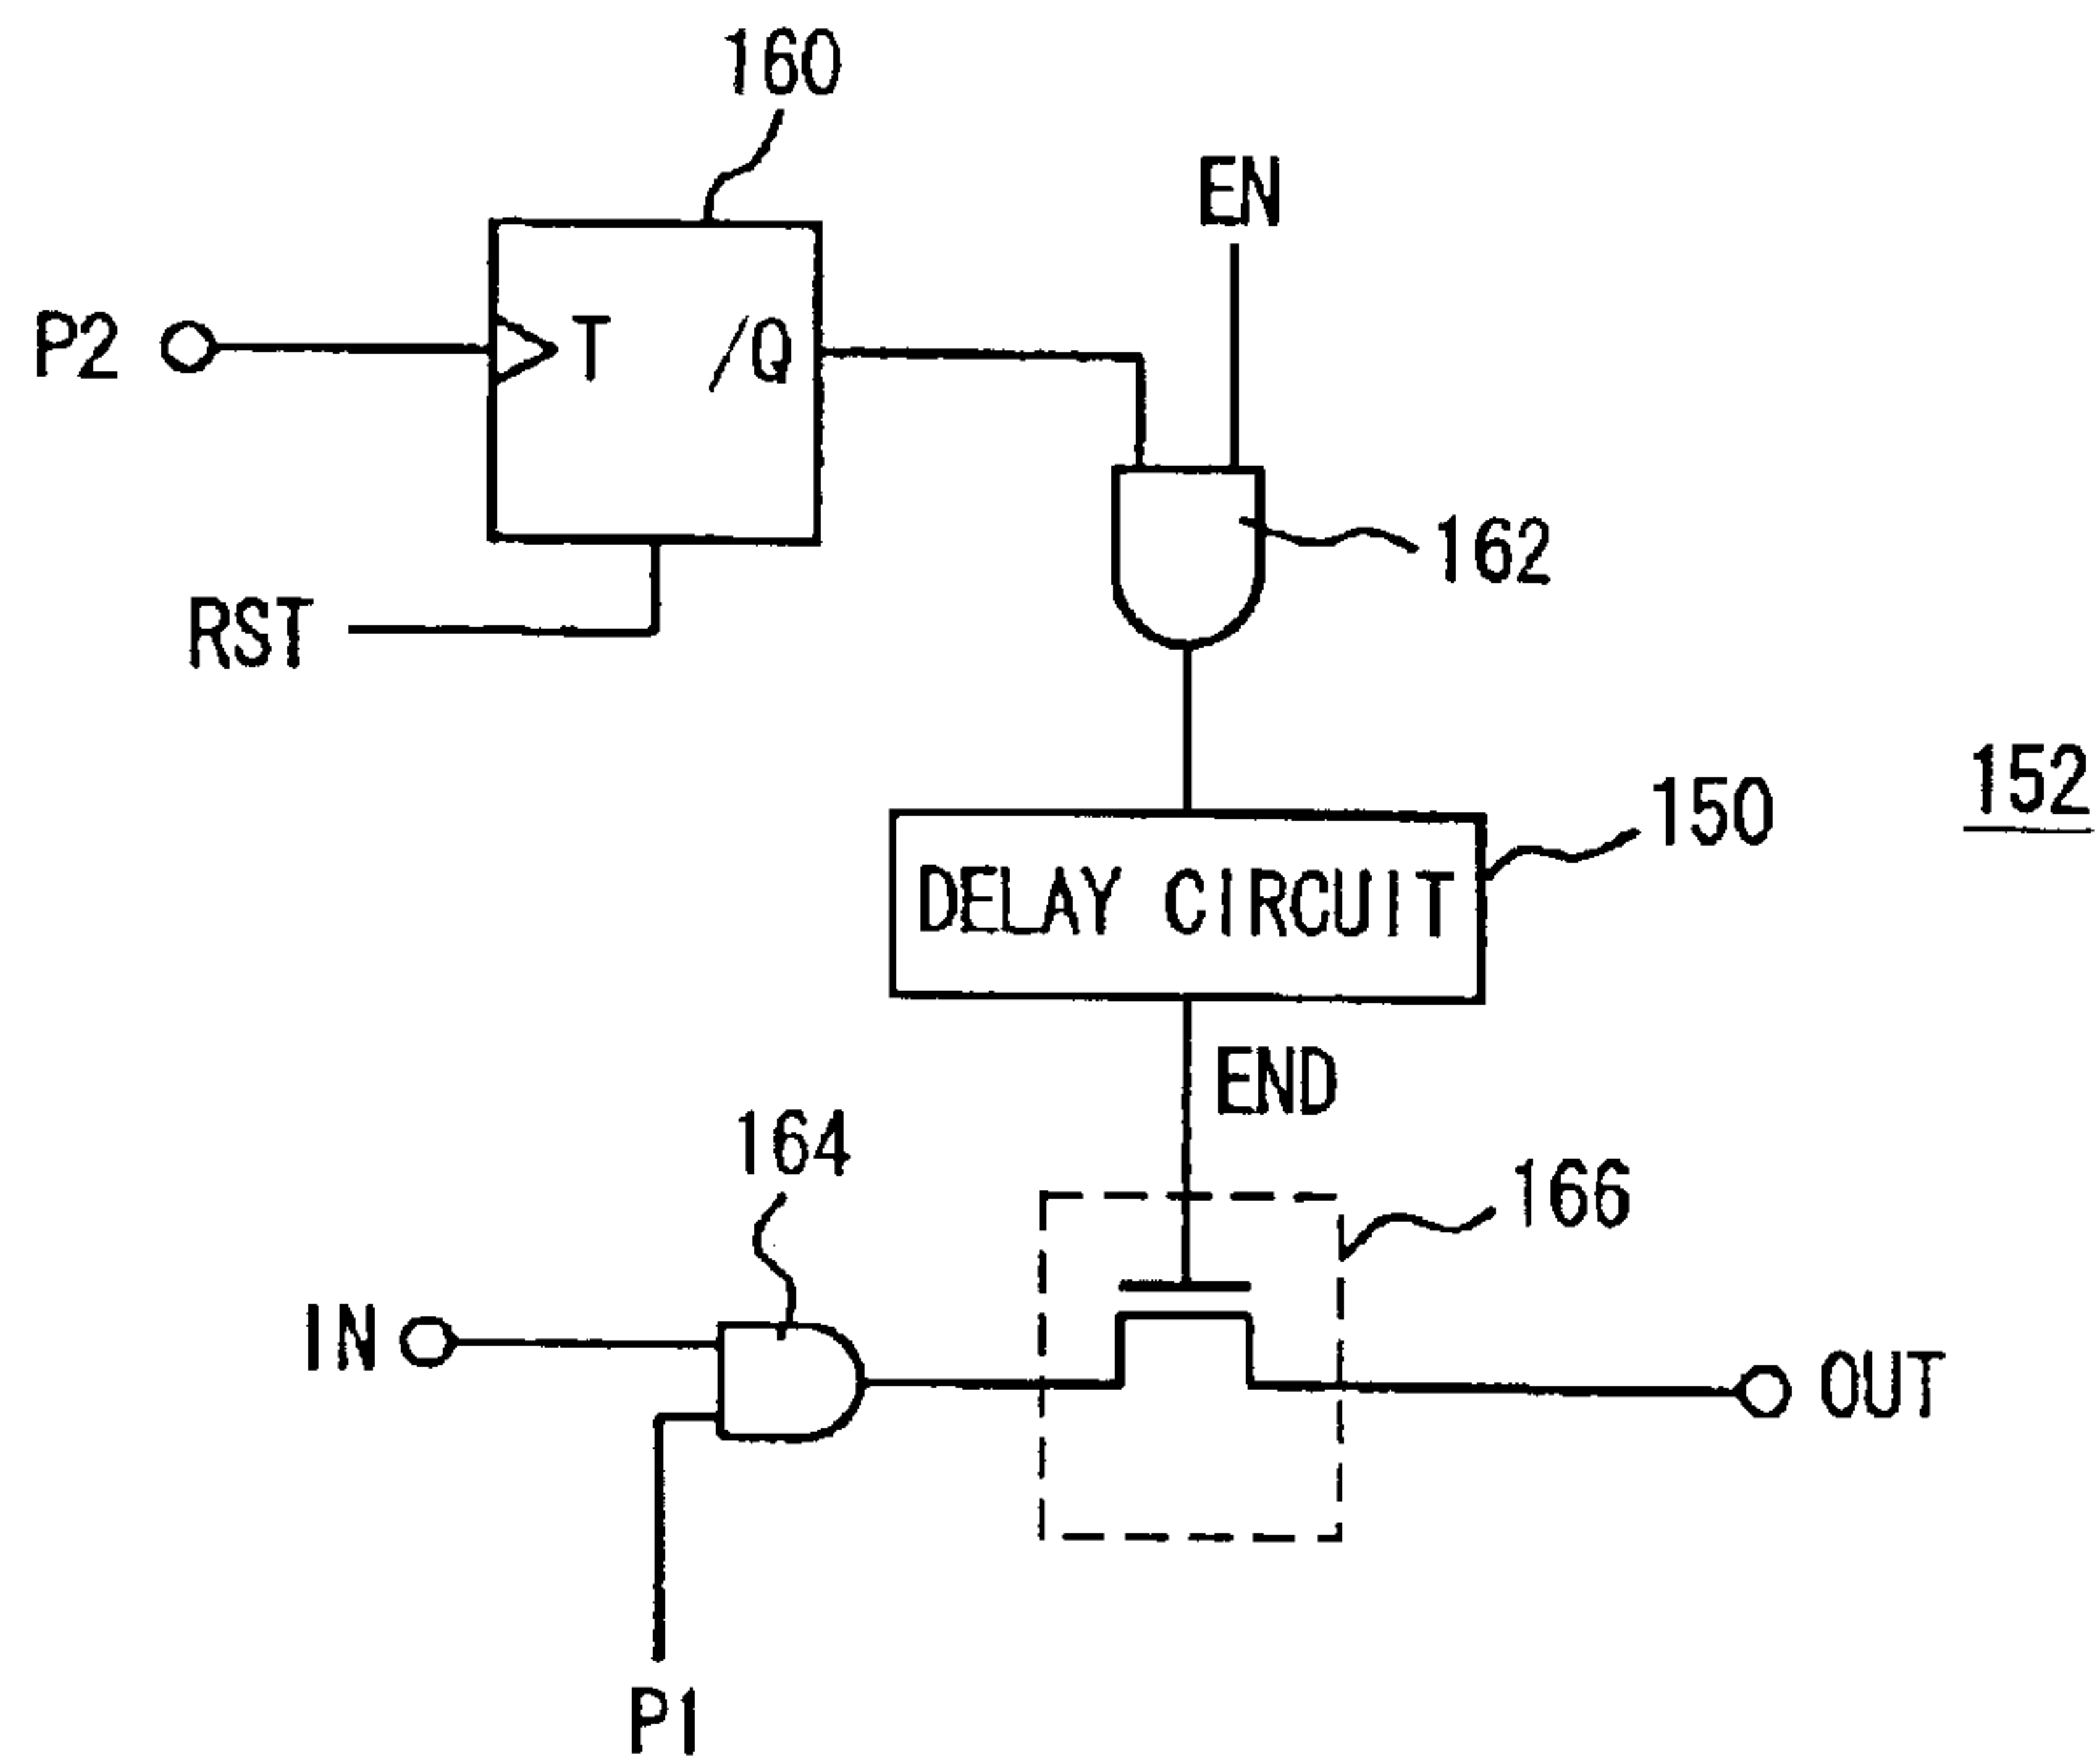 160
EN
P2
T
/Q
162
RST
152
150
DELAY CIRCUIT
END
164
166
IN
OUT
P1